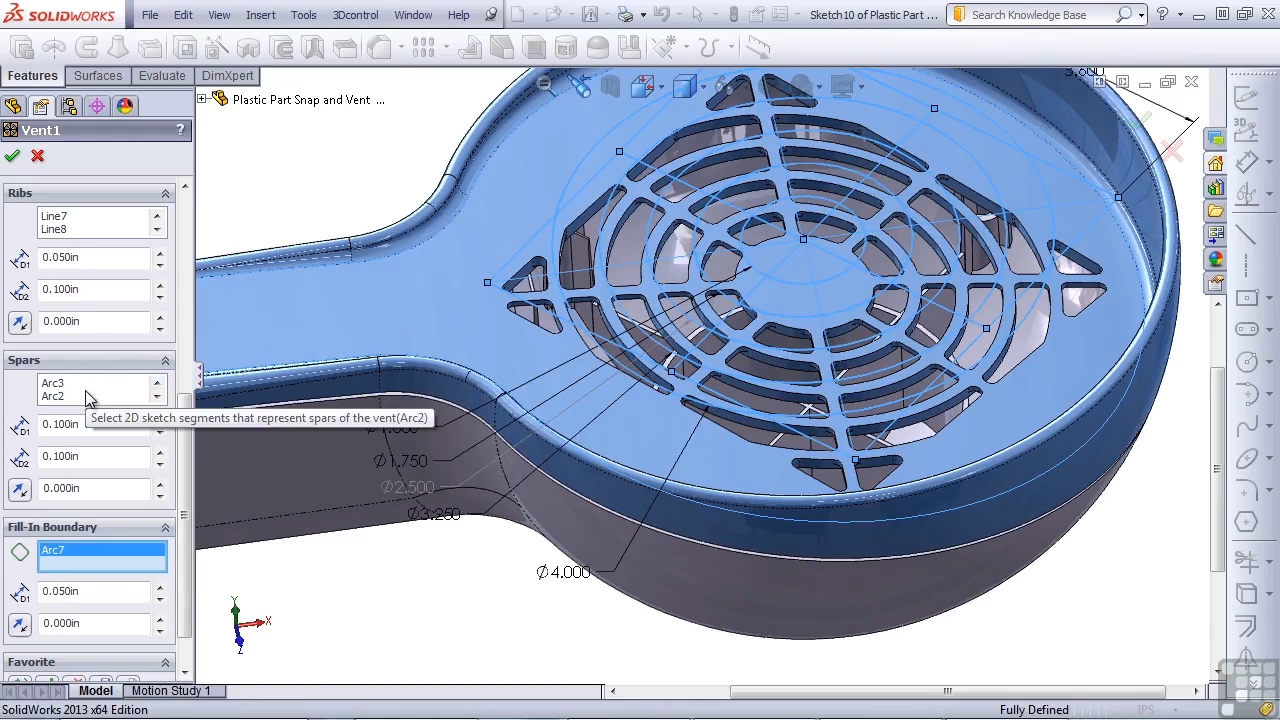 SOLIDWORKS
File Edit View Insert Tools 3Dcontrol Window Help
Sketch10 of Plastic Part ...
Search Knowledge Base
Features Surfaces Evaluate DimXpert
Vent1
?
Plastic Part Snap and Vent ...
Ribs
Line7
Line8
0.050in
0.100in
0.000in
Spars
Arc3
Arc2
Select 2D sketch segments that represent spars of the vent(Arc2)
0.100in
0.100in
0.000in
Fill-In Boundary
Arc7
0.050in
0.000in
Favorite
Ø1.750
Ø2.500
Ø3.250
Ø4.000
Y
X
Z
Model Motion Study 1
SolidWorks 2013 x64 Edition
Fully Defined
IPS